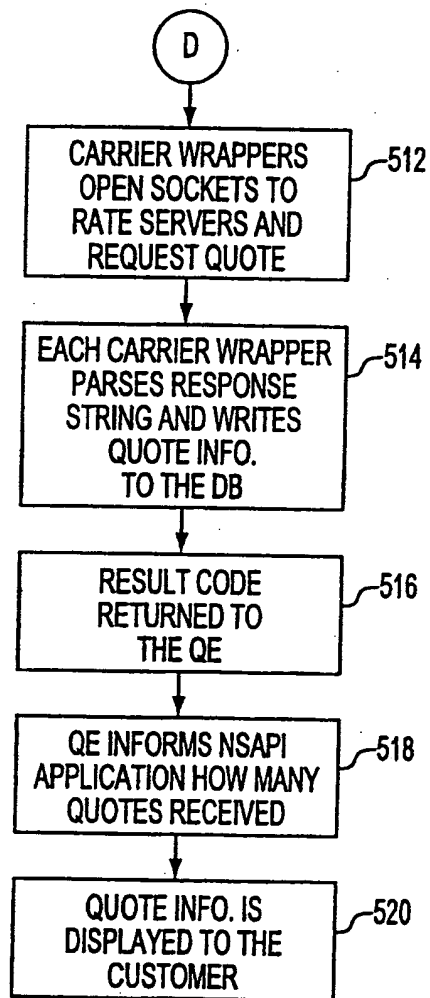 D
CARRIER WRAPPERS
OPEN SOCKETS TO
RATE SERVERS AND
REQUEST QUOTE
512
EACH CARRIER WRAPPER
PARSES RESPONSE
STRING AND WRITES
QUOTE INFO.
TO THE DB
514
RESULT CODE
RETURNED TO
THE QE
516
QE INFORMS NSAPI
APPLICATION HOW MANY
QUOTES RECEIVED
518
QUOTE INFO. IS
DISPLAYED TO THE
CUSTOMER
520